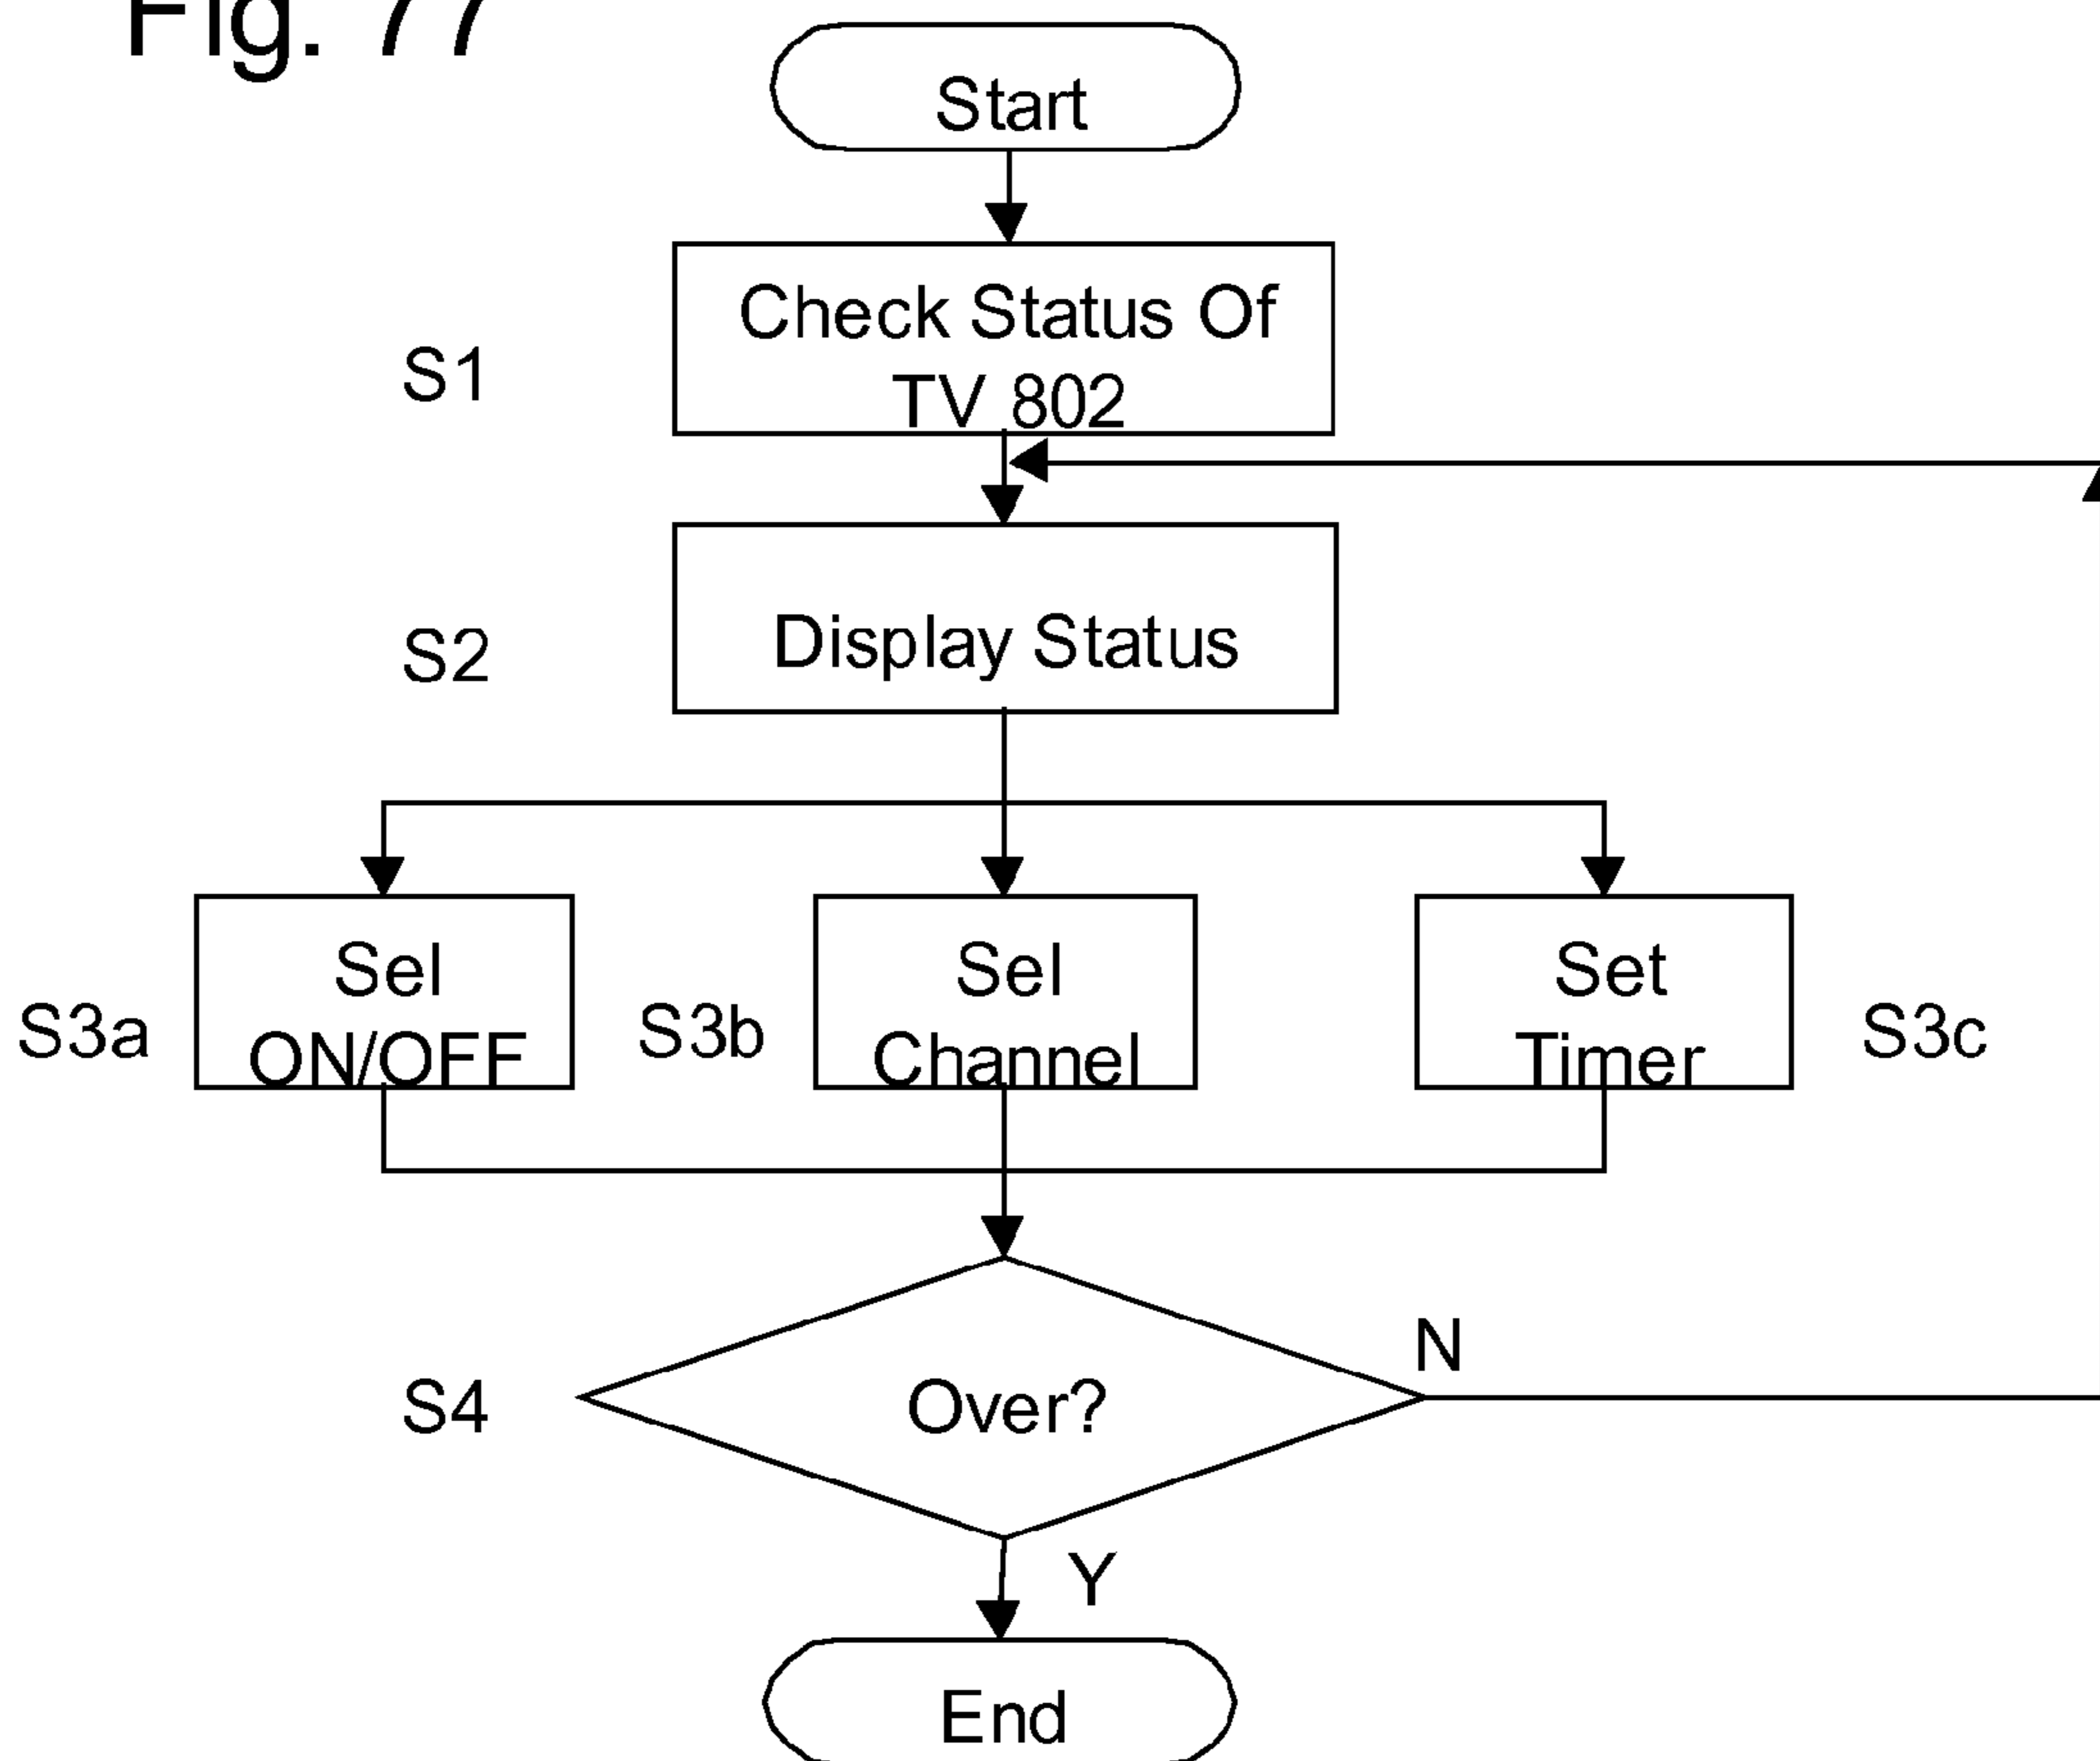 Fig. 77
Start
Check Status Of
TV 802
S1
Display Status
S2
Sel
ON/OFF
S3a
Sel
Channel
S3b
Set
Timer
S3c
Over?
S4
N
Y
End